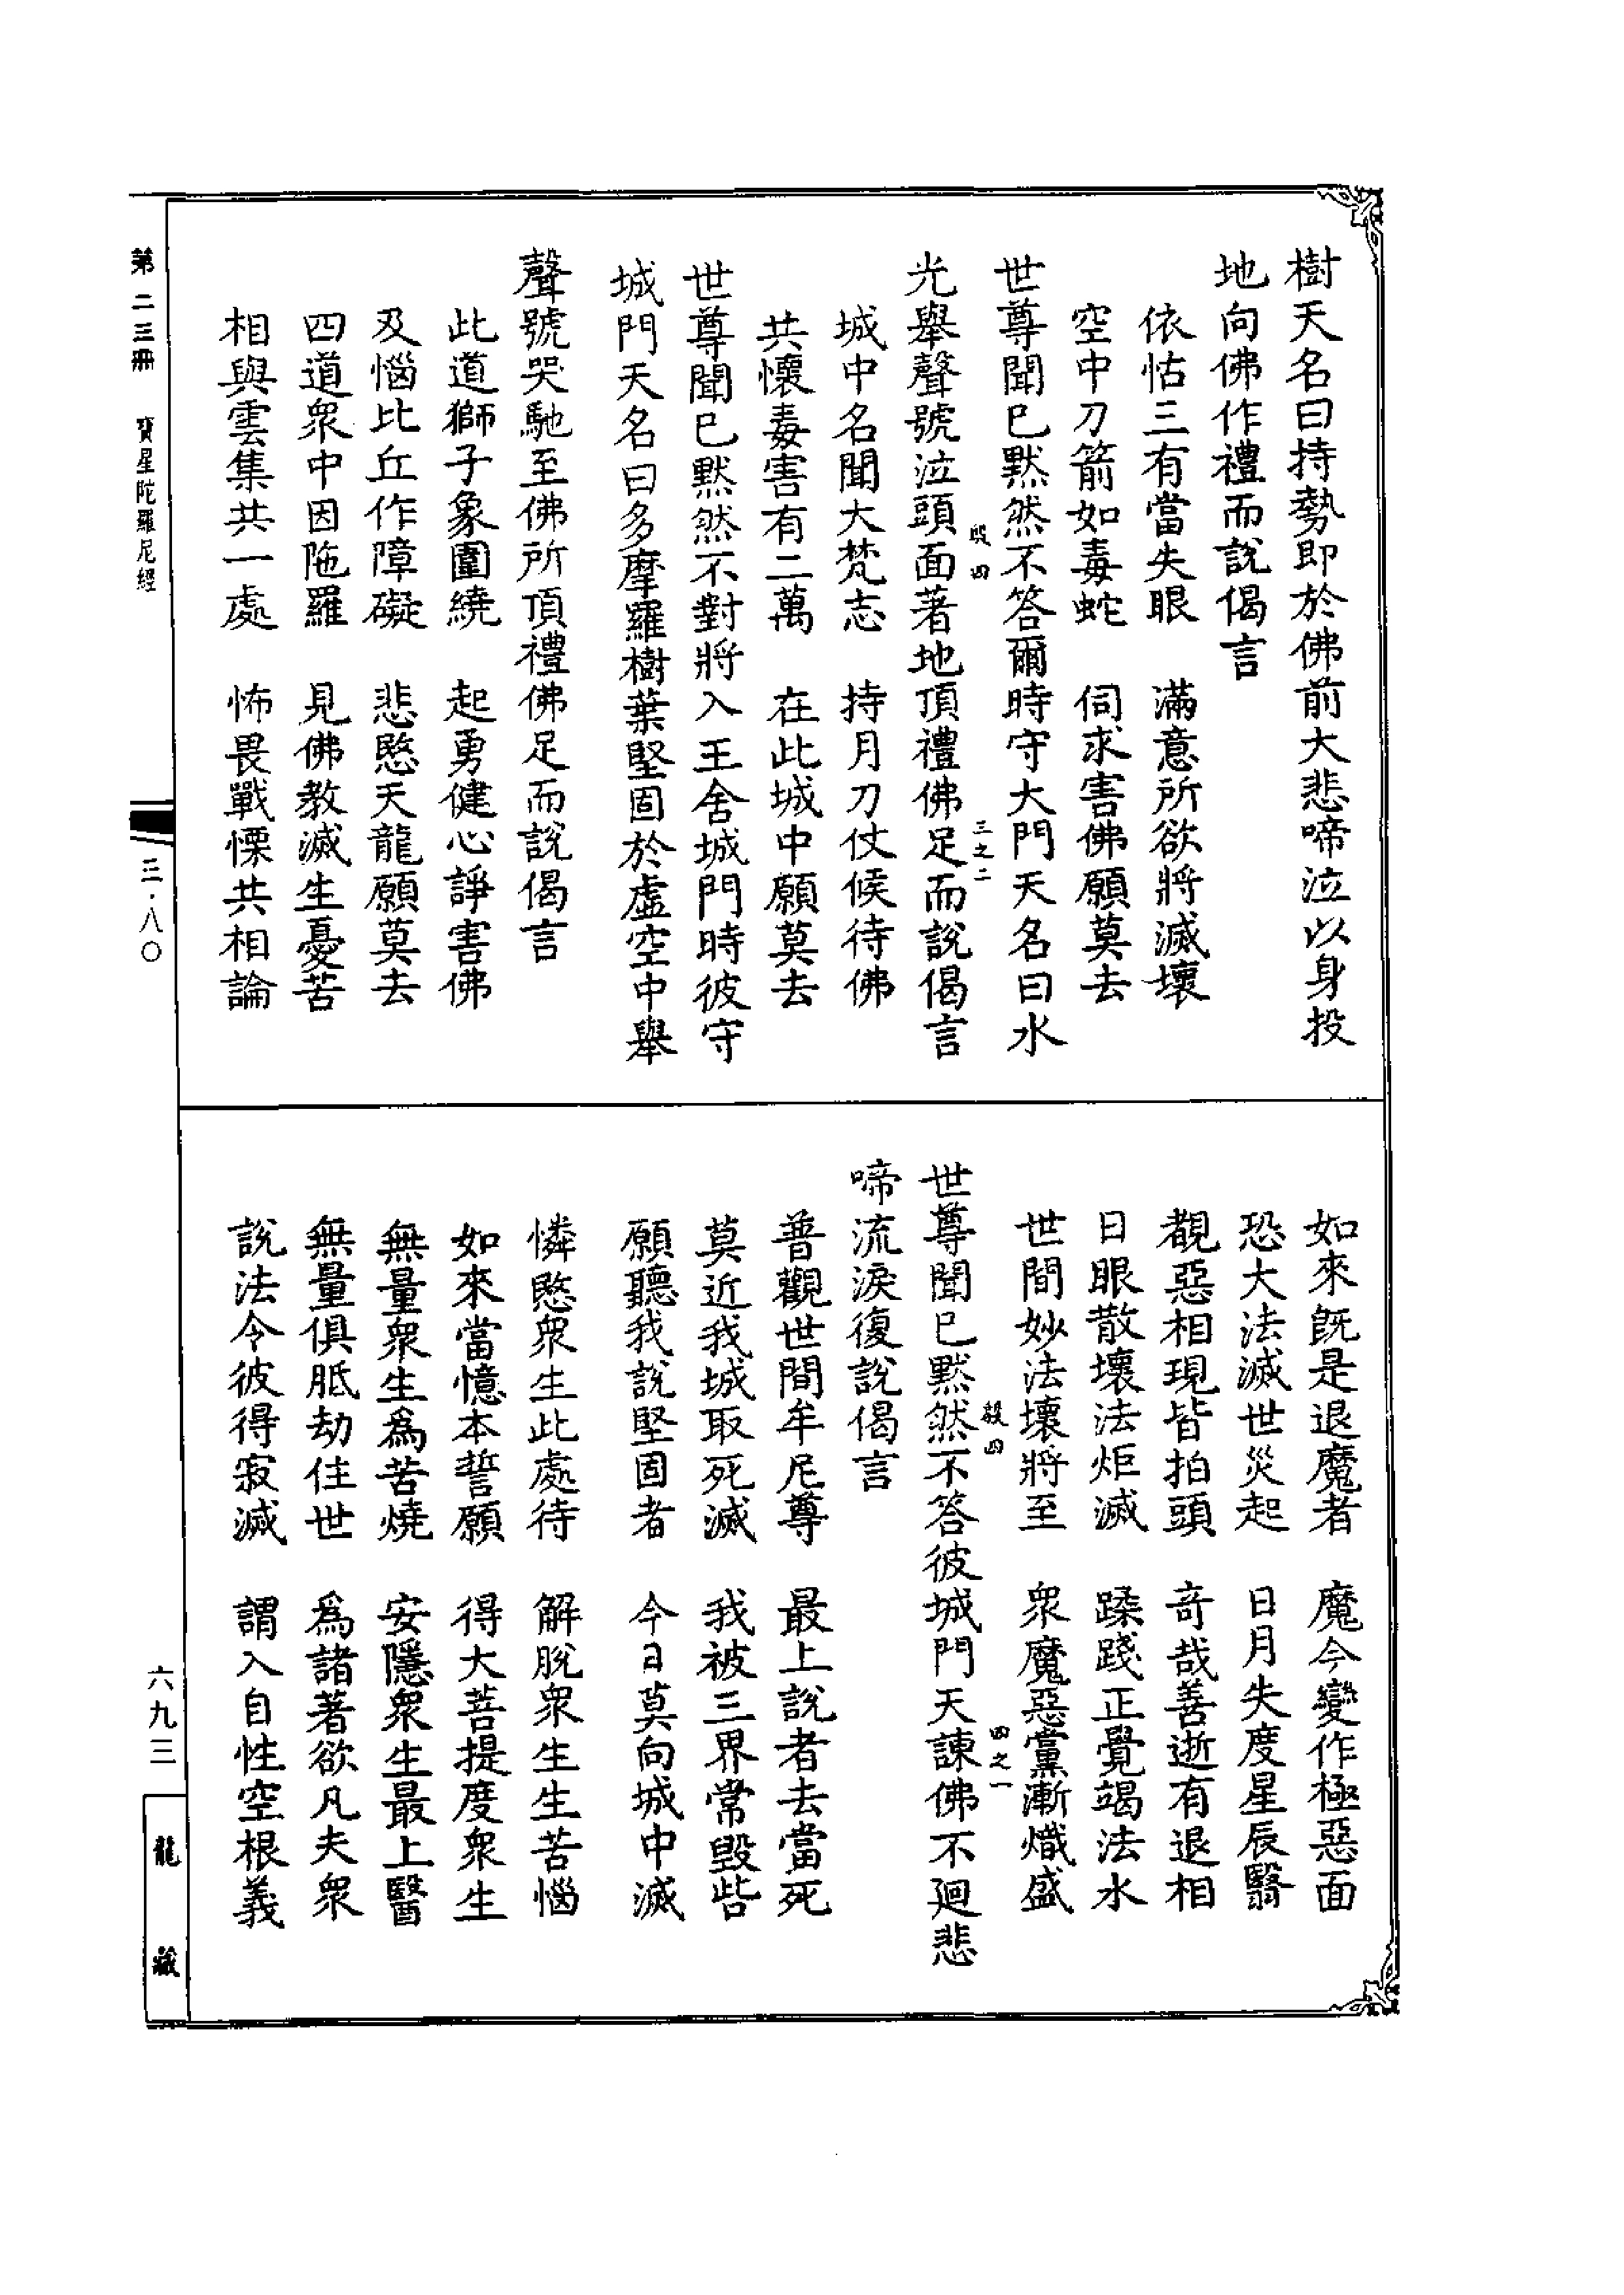 樹天名曰持勢即於佛前大悲啼泣以身投
地向佛作禮而說偈言
依怙三有當失眼　滿意所欲將滅壞
空中刀箭如毒蛇　伺求害佛願莫去
世尊聞已默然不答爾時守大門天名曰水
殷四　三之二
光舉聲號泣頭面著地頂禮佛足而說偈言
城中名聞大梵志　持月刀仗候待佛
共懷毒害有二萬　在此城中願莫去
世尊聞已默然不對將入王舍城門時彼守
城門天名曰多摩羅樹葉堅固於虛空中舉
聲號哭馳至佛所頂禮佛足而說偈言
此道獅子象圍繞　起勇健心諍害佛
及惱比丘作障礙　悲愍天龍願莫去
四道眾中因陁羅　見佛教滅生憂苦
相與雲集共一處　怖畏戰慄共相論
如來既是退魔者　魔今變作極惡面
恐大法滅世災起　日月失度星辰翳
覩惡相現皆拍頭　奇哉善逝有退相
日眼散壞法炬滅　蹂踐正覺竭法水
世間妙法壞將至　眾魔惡黨漸熾盛
殷四　四之一
世尊聞已默然不答彼城門天諫佛不迴悲
啼流淚復說偈言
普觀世間牟尼尊　最上說者去當死
莫近我城取死滅　我被三界常毀呰
願聽我說堅固者　今日莫向城中滅
憐愍眾生此處待　解脫眾生生苦惱
如來當憶本誓願　得大菩提度眾生
無量眾生為苦燒　安隱眾生最上醫
無量俱胝劫住世　為諸著欲凡夫眾
說法令彼得寂滅　謂入自性空根義
第二三冊　寶星陀羅尼經
三·八〇
六九三
龍藏